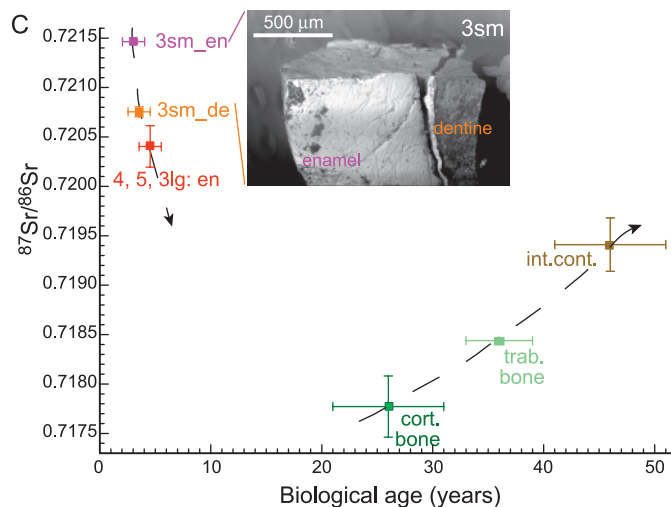 C
0.7215
0.7210
0.7205
0.7200
0.7195
0.7190
0.7185
0.7180
0.7175
87Sr/86Sr
3sm_en
3sm_de
4, 5, 3lg: en
500 µm
3sm
enamel
dentine
int.cont.
trab.
bone
cort.
bone
0
10
20
30
40
50
Biological age (years)